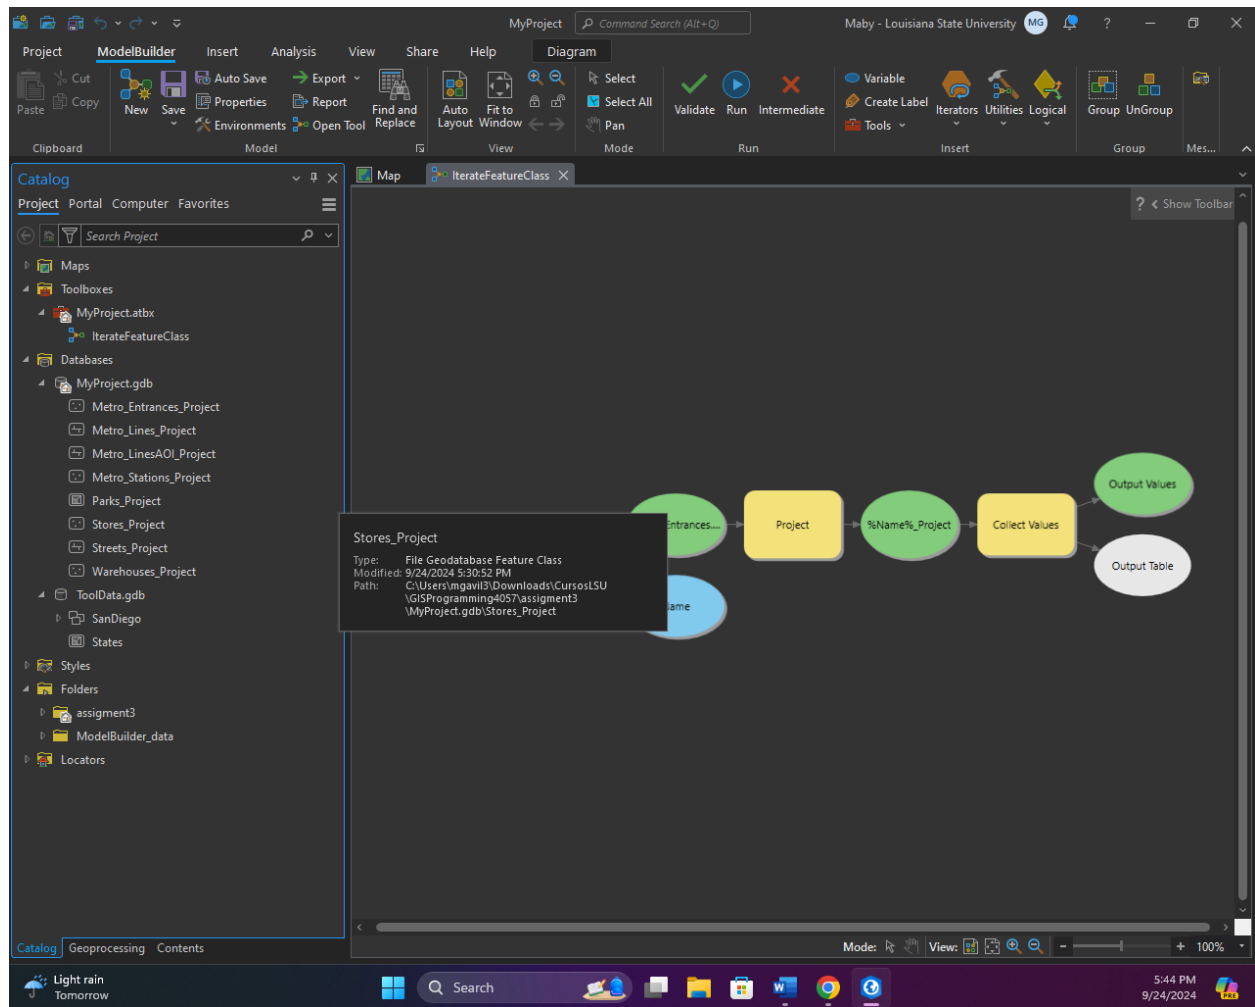 MyProject
Command Search (Alt+Q)
Maby - Louisiana State University
MG
?
Project ModelBuilder Insert Analysis View Share Help Diagram
Paste
Cut
Copy
Clipboard
New
Save
Auto Save
Properties
Environments
Export
Report
Open Tool
Find and Replace
Model
Auto Layout
Fit to Window
View
Select
Select All
Pan
Mode
Validate
Run
Intermediate
Run
Variable
Create Label
Tools
Iterators
Utilities
Logical
Insert
Group
UnGroup
Group
Mes...
Catalog
Project Portal Computer Favorites
Search Project
Maps
Toolboxes
MyProject.atbx
IterateFeatureClass
Databases
MyProject.gdb
Metro_Entrances_Project
Metro_Lines_Project
Metro_LinesAOI_Project
Metro_Stations_Project
Parks_Project
Stores_Project
Streets_Project
Warehouses_Project
ToolData.gdb
SanDiego
States
Styles
Folders
assigment3
ModelBuilder_data
Locators
Catalog Geoprocessing Contents
Map
IterateFeatureClass
? < Show Toolbar
Entrances....
Project
%Name%_Project
Collect Values
Output Values
Output Table
ame
Stores_Project
Type: File Geodatabase Feature Class
Modified: 9/24/2024 5:30:52 PM
Path: C:\Users\mgavil3\Downloads\CursosLSU
\GISProgramming4057\assigment3
\MyProject.gdb\Stores_Project
Mode: View: - + 100%
Light rain
Tomorrow
Search
5:44 PM
9/24/2024
PRE